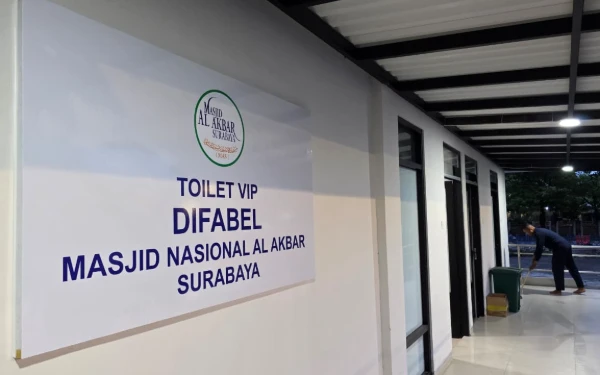 MASJID
AL AKBAR
SURABAYA
TOILET VIP
DIFABEL
MASJID NASIONAL AL AKBAR
SURABAYA